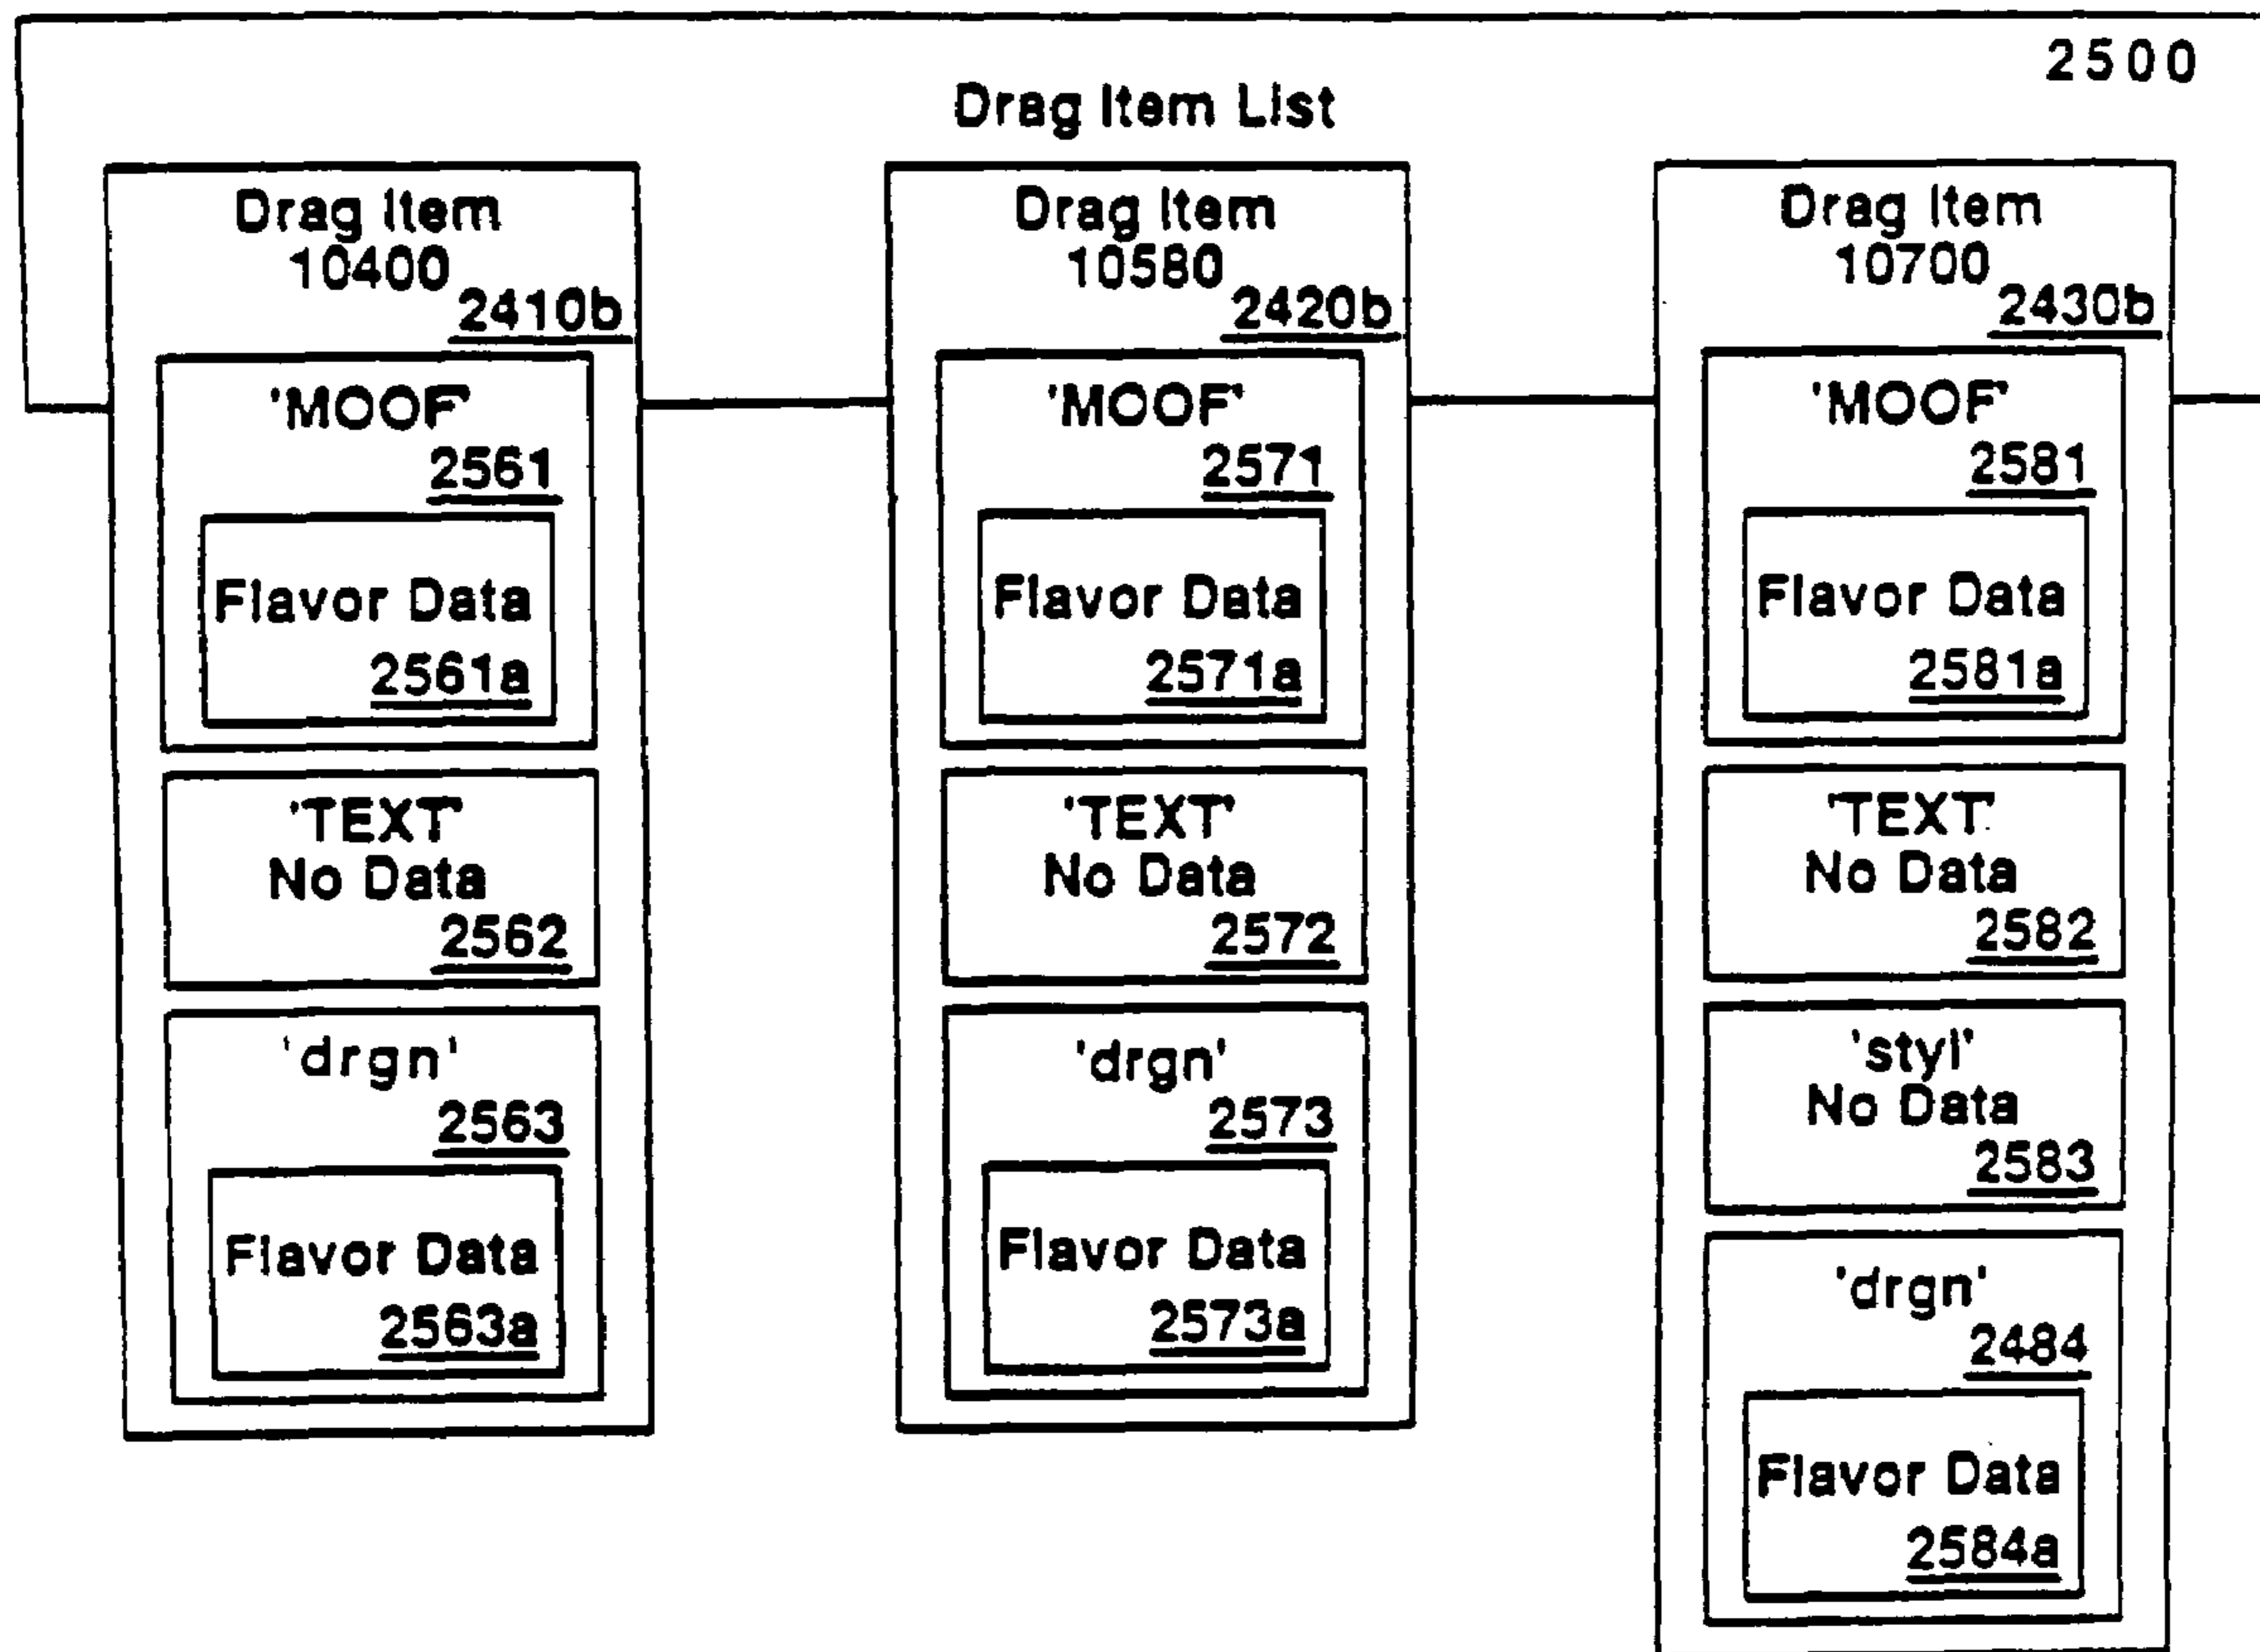 2500
Drag Item List
Drag Item
10400
2410b
'MOOF'
2561
Flavor Data
2561a
'TEXT'
No Data
2562
'drgn'
2563
Flavor Data
2563a
Drag Item
10580
2420b
'MOOF'
2571
Flavor Data
2571a
'TEXT'
No Data
2572
'drgn'
2573
Flavor Data
2573a
Drag Item
10700
2430b
'MOOF'
2581
Flavor Data
2581a
'TEXT'
No Data
2582
'styl'
No Data
2583
'drgn'
2484
Flavor Data
2584a